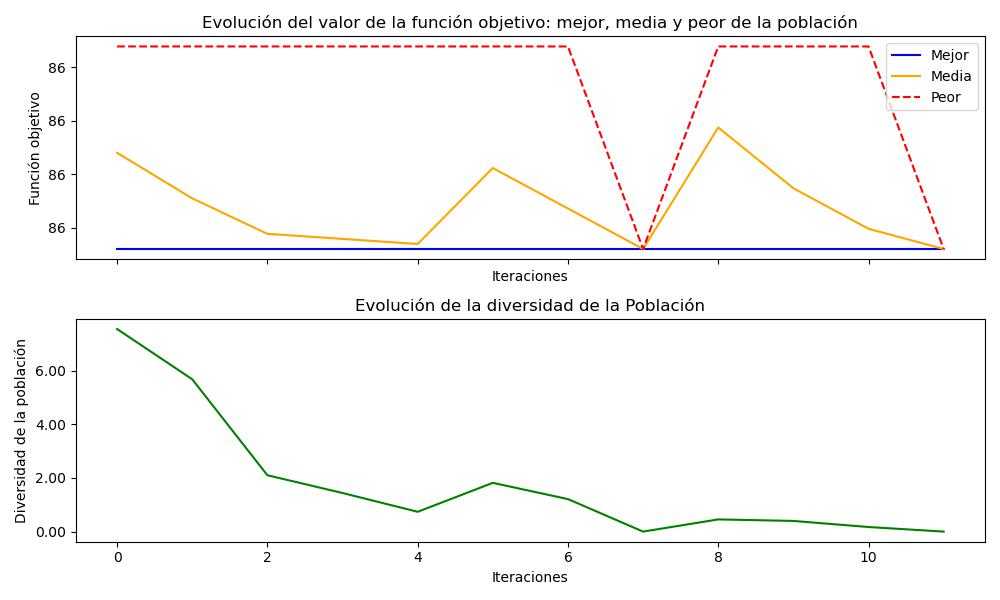 Evolución del valor de la función objetivo: mejor, media y peor de la población
Función objetivo
86
86
86
86
Mejor
Media
Peor
Iteraciones
Evolución de la diversidad de la Población
Diversidad de la población
6.00
4.00
2.00
0.00
0 2 4 6 8 10
Iteraciones